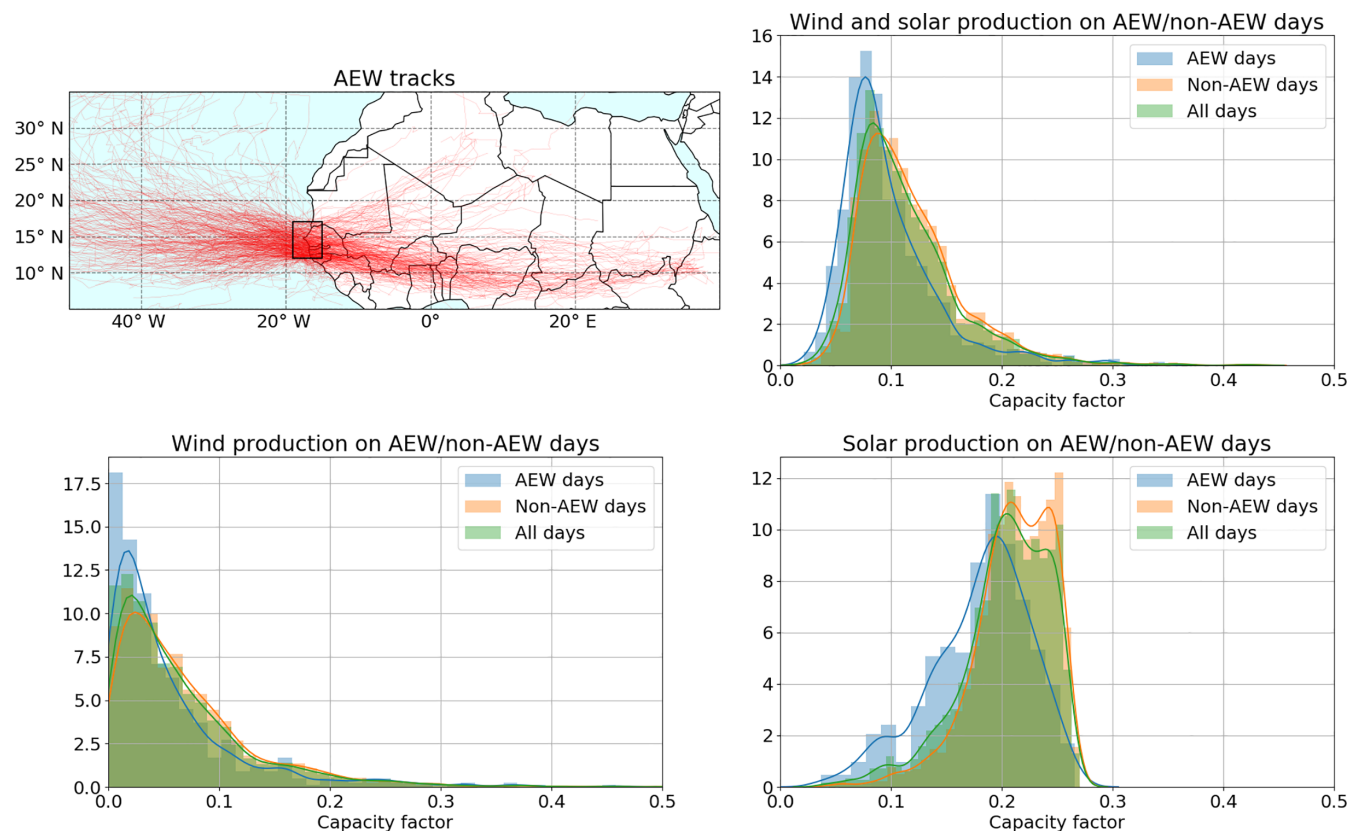 AEW tracks
30° N
25° N
20° N
15° N
10° N
40° W
20° W
0°
20° E
Wind and solar production on AEW/non-AEW days
16
14
12
10
8
6
4
2
0
AEW days
Non-AEW days
All days
0.0 0.1 0.2 0.3 0.4 0.5
Capacity factor
Wind production on AEW/non-AEW days
17.5
15.0
12.5
10.0
7.5
5.0
2.5
0.0
AEW days
Non-AEW days
All days
0.0 0.1 0.2 0.3 0.4 0.5
Capacity factor
Solar production on AEW/non-AEW days
12
10
8
6
4
2
0
AEW days
Non-AEW days
All days
0.0 0.1 0.2 0.3 0.4 0.5
Capacity factor